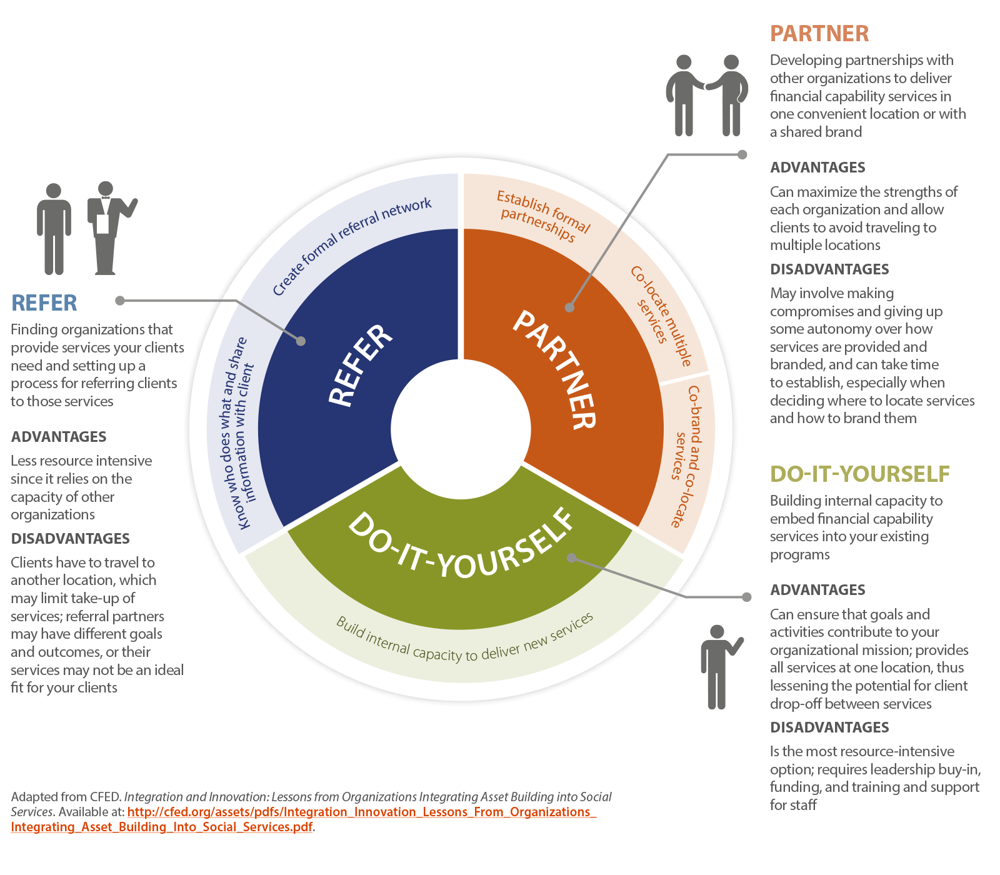 PARTNER
Developing partnerships with
other organizations to deliver
financial capability services in
one convenient location or with
a shared brand
ADVANTAGES
Can maximize the strengths of
each organization and allow
clients to avoid traveling to
multiple locations
DISADVANTAGES
May involve making
compromises and giving up
some autonomy over how
services are provided and
branded, and can take time
to establish, especially when
deciding where to locate services
and how to brand them
REFER
Finding organizations that
provide services your clients
need and setting up a
process for referring clients
to those services
ADVANTAGES
Less resource intensive
since it relies on the
capacity of other
organizations
DISADVANTAGES
Clients have to travel to
another location, which
may limit take-up of
services; referral partners
may have different goals
and outcomes, or their
services may not be an ideal
fit for your clients
Create formal referral network
Know who does what and share
information with client
REFER
Establish formal
partnerships
Co-locate multiple
services
Co-brand and co-locate
services
PARTNER
DO-IT-YOURSELF
Build internal capacity to deliver new services
DO-IT-YOURSELF
Building internal capacity to
embed financial capability
services into your existing
programs
ADVANTAGES
Can ensure that goals and
activities contribute to your
organizational mission; provides
all services at one location, thus
lessening the potential for client
drop-off between services
DISADVANTAGES
Is the most resource-intensive
option; requires leadership buy-in,
funding, and training and support
for staff
Adapted from CFED. Integration and Innovation: Lessons from Organizations Integrating Asset Building into Social
Services. Available at: http://cfed.org/assets/pdfs/Integration_Innovation_Lessons_From_Organizations_
Integrating_Asset_Building_Into_Social_Services.pdf.